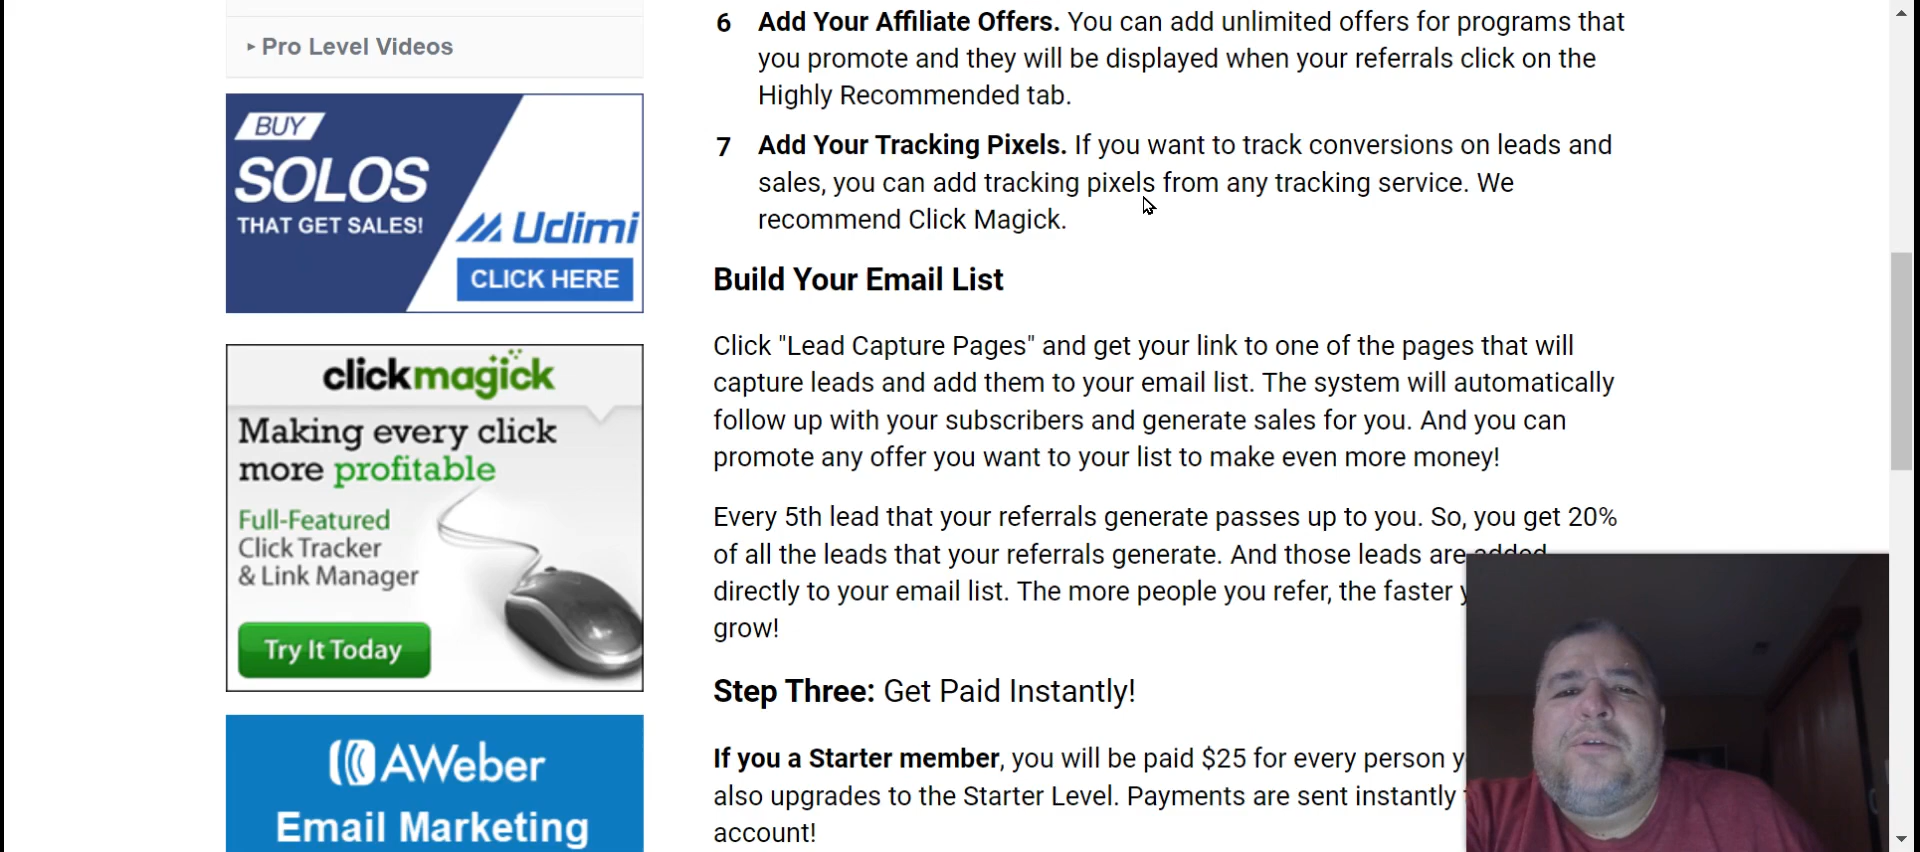 Pro Level Videos
BUY
SOLOS
THAT GET SALES!
Udimi
CLICK HERE
clickmagick
Making every click
more profitable
Full-Featured
Click Tracker
& Link Manager
Try It Today
AWeber
Email Marketing
6 Add Your Affiliate Offers. You can add unlimited offers for programs that
you promote and they will be displayed when your referrals click on the
Highly Recommended tab.
7 Add Your Tracking Pixels. If you want to track conversions on leads and
sales, you can add tracking pixels from any tracking service. We
recommend Click Magick.
Build Your Email List
Click "Lead Capture Pages" and get your link to one of the pages that will
capture leads and add them to your email list. The system will automatically
follow up with your subscribers and generate sales for you. And you can
promote any offer you want to your list to make even more money!
Every 5th lead that your referrals generate passes up to you. So, you get 20%
of all the leads that your referrals generate. And those leads are added
directly to your email list. The more people you refer, the faster
grow!
Step Three: Get Paid Instantly!
If you a Starter member, you will be paid $25 for every person
also upgrades to the Starter Level. Payments are sent instantly
account!